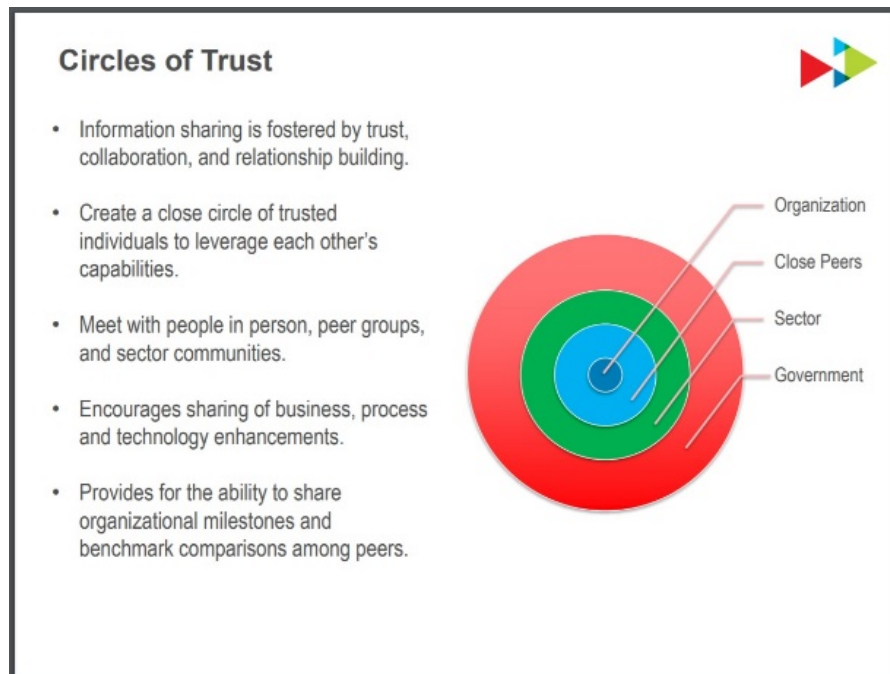 Circles of Trust
• Information sharing is fostered by trust,
collaboration, and relationship building.
• Create a close circle of trusted
individuals to leverage each other's
capabilities.
• Meet with people in person, peer groups,
and sector communities.
• Encourages sharing of business, process
and technology enhancements.
• Provides for the ability to share
organizational milestones and
benchmark comparisons among peers.
Organization
Close Peers
Sector
Government